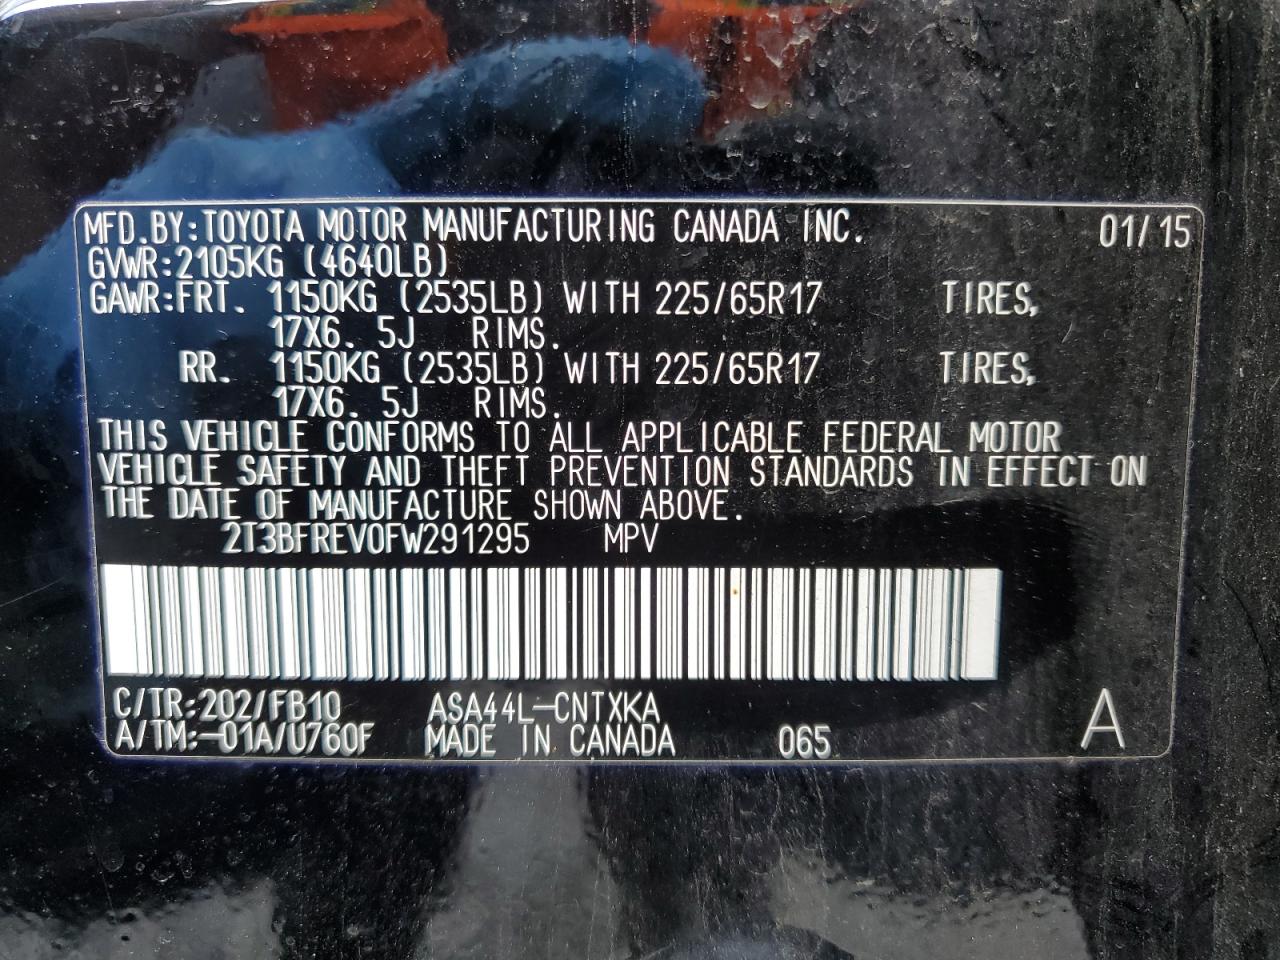 MFD.BY:TOYOTA MOTOR MANUFACTURING CANADA INC. 01/15
GVWR:2105KG (4640LB)
GAWR:FRT. 1150KG (2535LB) WITH 225/65R17 TIRES,
17X6.5J RIMS.
RR. 1150KG (2535LB) WITH 225/65R17 TIRES,
17X6.5J RIMS.
THIS VEHICLE CONFORMS TO ALL APPLICABLE FEDERAL MOTOR
VEHICLE SAFETY AND THEFT PREVENTION STANDARDS IN EFFECT ON
THE DATE OF MANUFACTURE SHOWN ABOVE.
2T3BFREV0FW291295 MPV
C/TR:202/FB10 ASA44L-CNTXKA
A/TM:-01A/U760F MADE IN CANADA 065 A